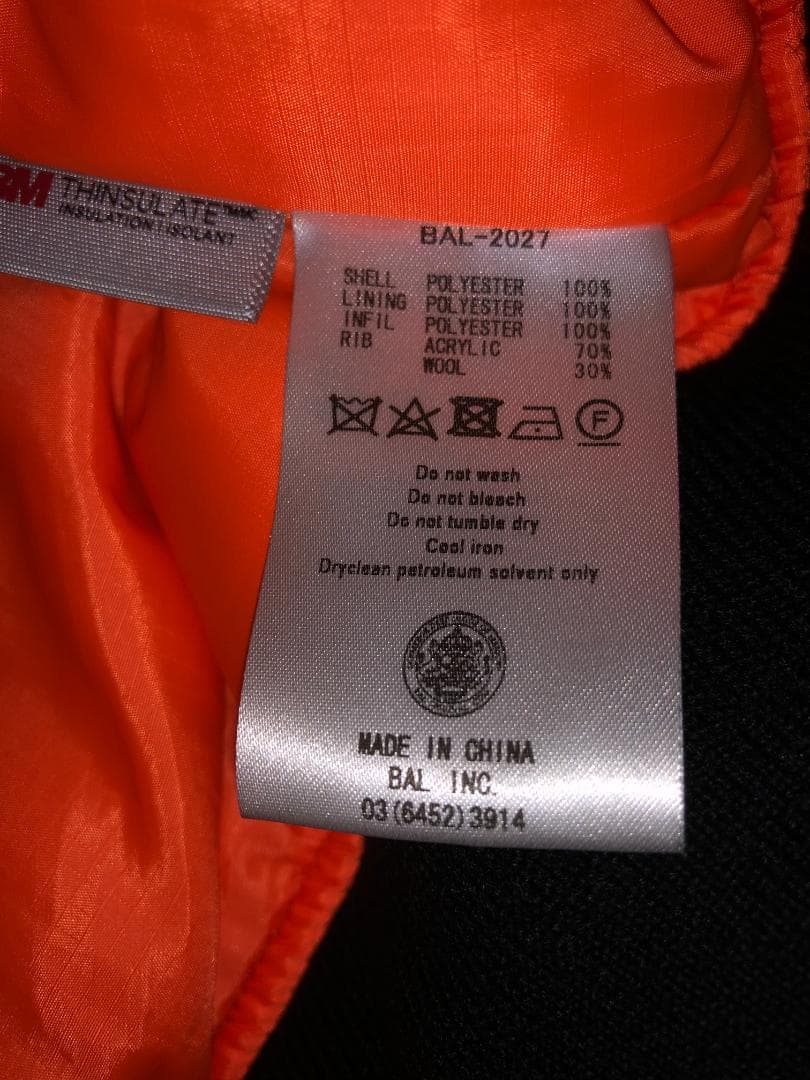 3M THINSULATE™MC
INSULATION|ISOLANT
BAL-2027
SHELL POLYESTER 100%
LINING POLYESTER 100%
INFIL POLYESTER 100%
RIB ACRYLIC 70%
WOOL 30%
F
Do not wash
Do not bleach
Do not tumble dry
Cool iron
Dryclean petroleum solvent only
MADE IN CHINA
BAL INC.
03(6452)3914